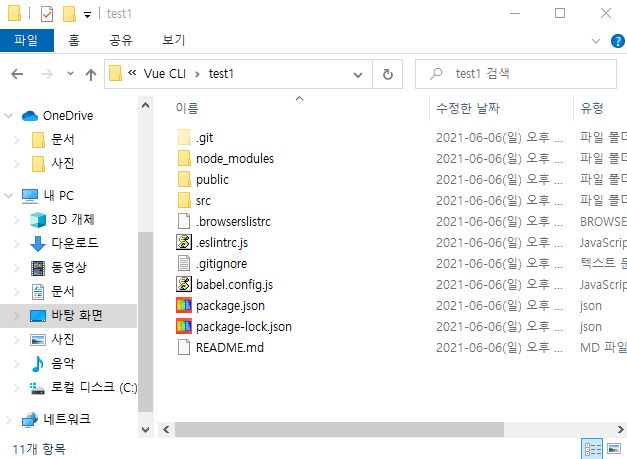 test1
파일 홈 공유 보기
« Vue CLI › test1 test1 검색
OneDrive
문서
사진
내 PC
3D 개체
다운로드
동영상
문서
바탕 화면
사진
음악
로컬 디스크 (C:)
네트워크
이름 수정한 날짜 유형
.git 2021-06-06(일) 오후 ... 파일 폴더
node_modules 2021-06-06(일) 오후 ... 파일 폴더
public 2021-06-06(일) 오후 ... 파일 폴더
src 2021-06-06(일) 오후 ... 파일 폴더
.browserslistrc 2021-06-06(일) 오후 ... BROWSE
.eslintrc.js 2021-06-06(일) 오후 ... JavaScrip
.gitignore 2021-06-06(일) 오후 ... 텍스트 문
babel.config.js 2021-06-06(일) 오후 ... JavaScrip
package.json 2021-06-06(일) 오후 ... json
package-lock.json 2021-06-06(일) 오후 ... json
README.md 2021-06-06(일) 오후 ... MD 파일
11개 항목